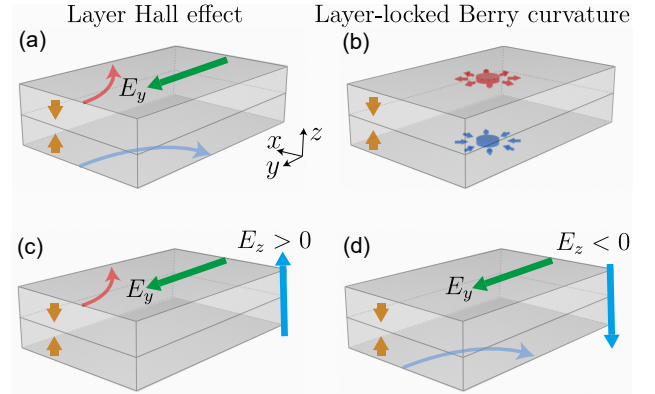 Layer Hall effect
Layer-locked Berry curvature
(a)
E_y
x
y
z
(b)
(c)
E_z > 0
E_y
(d)
E_z < 0
E_y